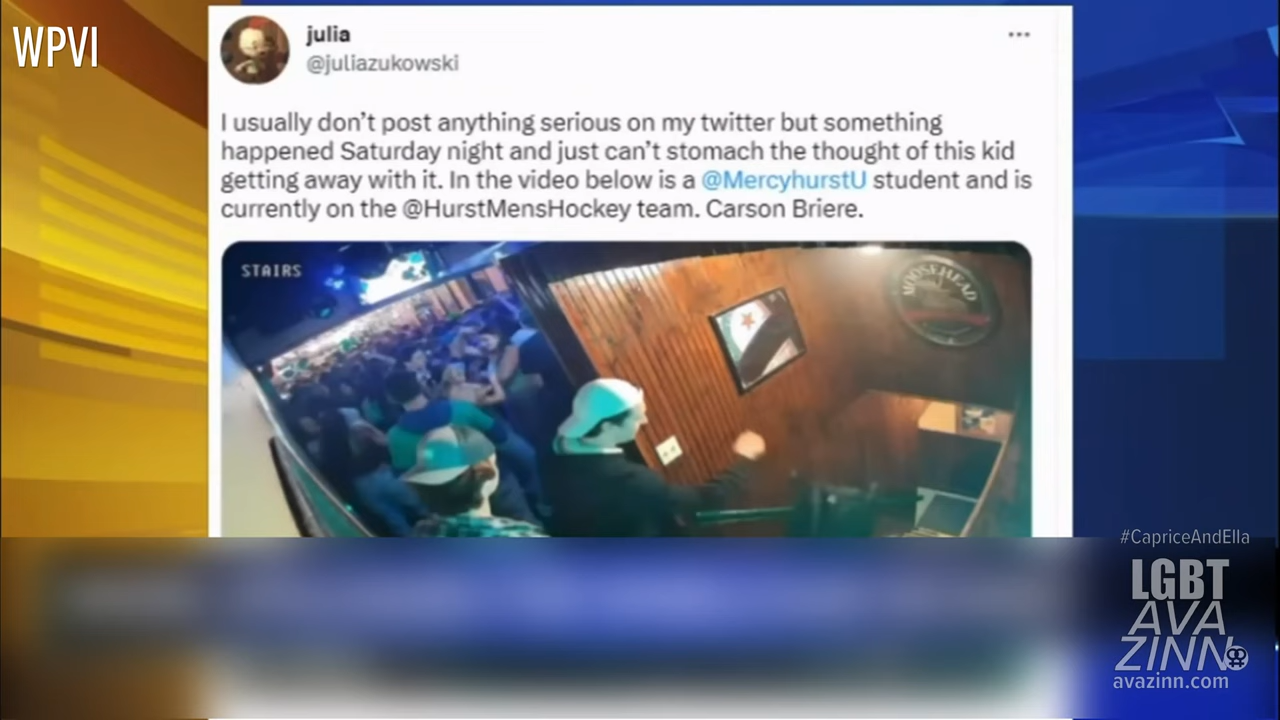 WPVI
julia
@juliazukowski
I usually don't post anything serious on my twitter but something
happened Saturday night and just can't stomach the thought of this kid
getting away with it. In the video below is a @MercyhurstU student and is
currently on the @HurstMensHockey team. Carson Briere.
STAIRS
MOOSEHEAD
#CapriceAndElla
LGBT
AVA
ZINN
avazinn.com